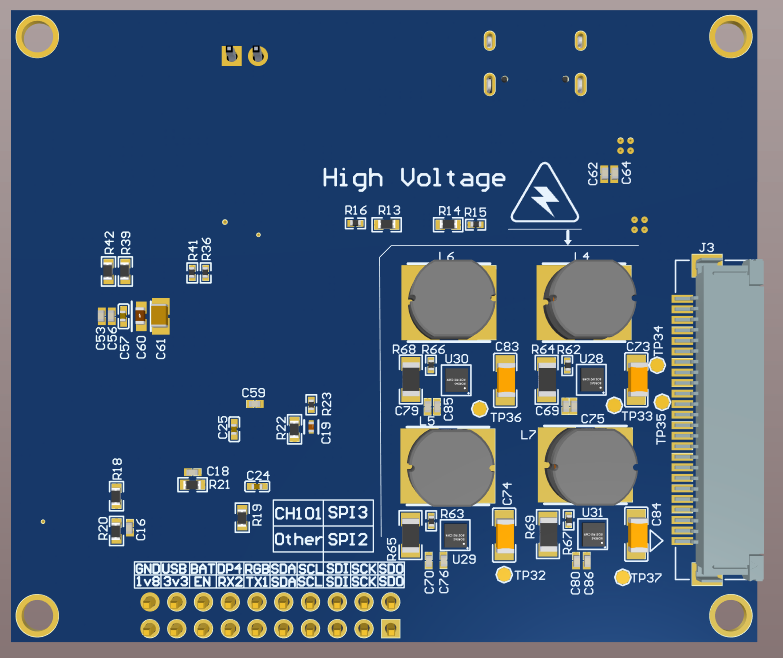 High Voltage
C62
C64
R16
R13
R14
R15
R42
R39
R41
R36
J3
L6
L4
C53
C56
C57
C60
C61
R68
R66
U30
C83
R64
R62
U28
C73
TP34
C79
C85
TP36
C69
TP33
TP35
C59
R23
C25
R22
C19
L5
L7
C75
R18
C18
R21
C24
R19
R20
C16
CH101 SPI3
Other SPI2
R65
R63
U29
C74
R69
R67
U31
C84
C70
C76
TP32
C80
C86
TP37
GND USB BAT DP4 RGB SDA SCL SDI SCK SDO
1v8 3v3 EN RX2 TX1 SDA SCL SDI SCK SDO